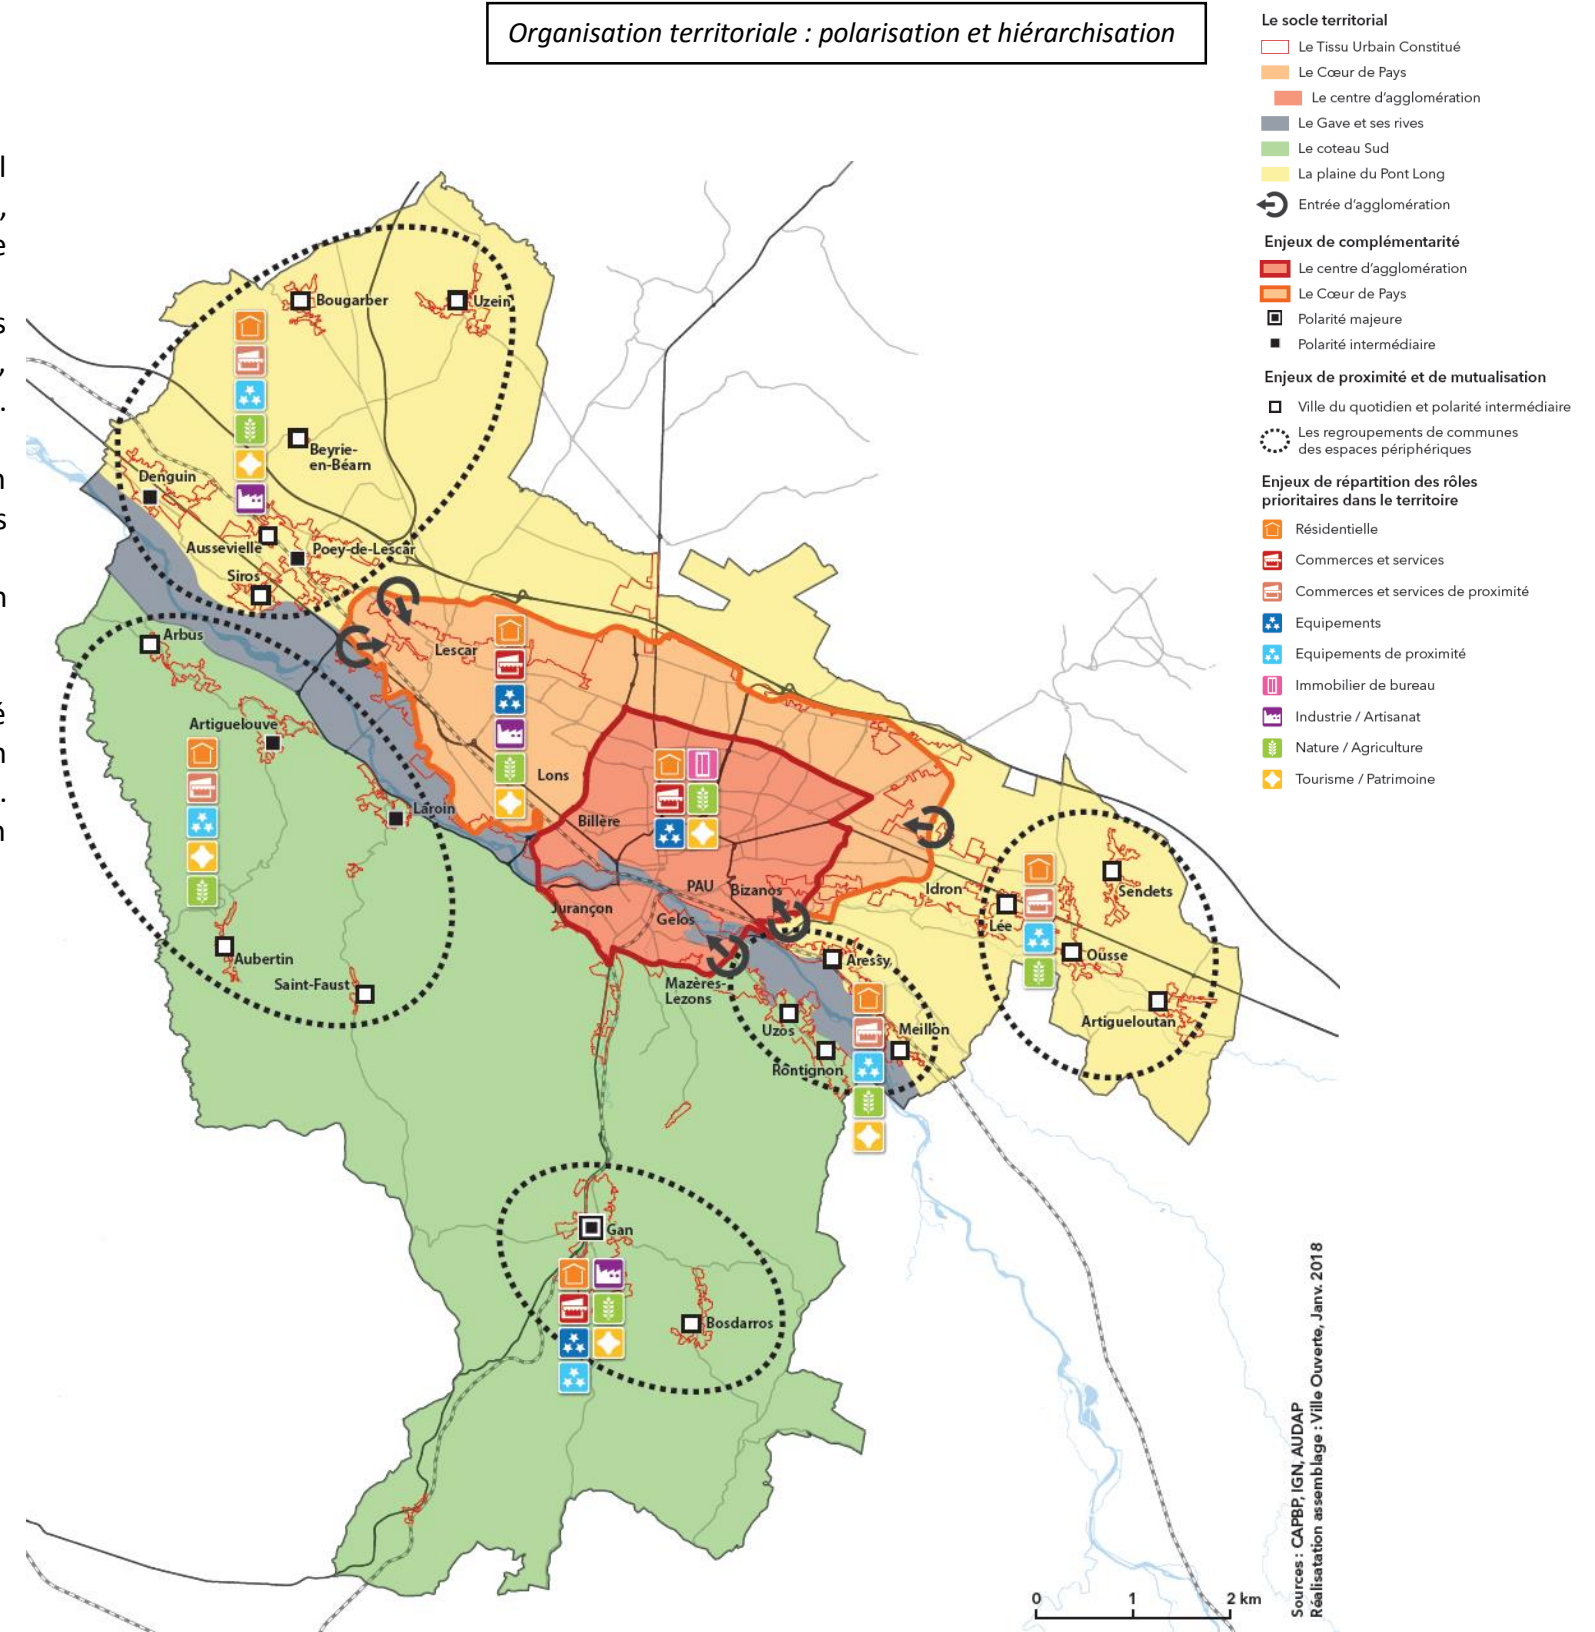 Organisation territoriale : polarisation et hiérarchisation
Le socle territorial
Le Tissu Urbain Constitué
Le Cœur de Pays
Le centre d'agglomération
Le Gave et ses rives
Le coteau Sud
La plaine du Pont Long
Entrée d'agglomération
Enjeux de complémentarité
Le centre d'agglomération
Le Cœur de Pays
Polarité majeure
Polarité intermédiaire
Enjeux de proximité et de mutualisation
Ville du quotidien et polarité intermédiaire
Les regroupements de communes
des espaces périphériques
Enjeux de répartition des rôles
prioritaires dans le territoire
Résidentielle
Commerces et services
Commerces et services de proximité
Equipements
Equipements de proximité
Immobilier de bureau
Industrie / Artisanat
Nature / Agriculture
Tourisme / Patrimoine
l
,
e
s
,
.
n
s
n
é
n
.
n
Bougarber
Uzein
Beyrie-
en-Béarn
Denguin
Aussevielle
Poey-de-Lescar
Siros
Arbus
Lescar
Artiguelouve
Lons
Laroin
Billère
PAU
Bizanos
Idron
Sendets
Jurançon
Gelos
Lée
Ousse
Aubertin
Aressy
Saint-Faust
Mazères-
Lezons
Uzos
Meillon
Artigueloutan
Rontignon
Gan
Bosdarros
0 1 2 km
Sources : CAPBP, IGN, AUDAP
Réalisatation assemblage : Ville Ouverte, Janv. 2018